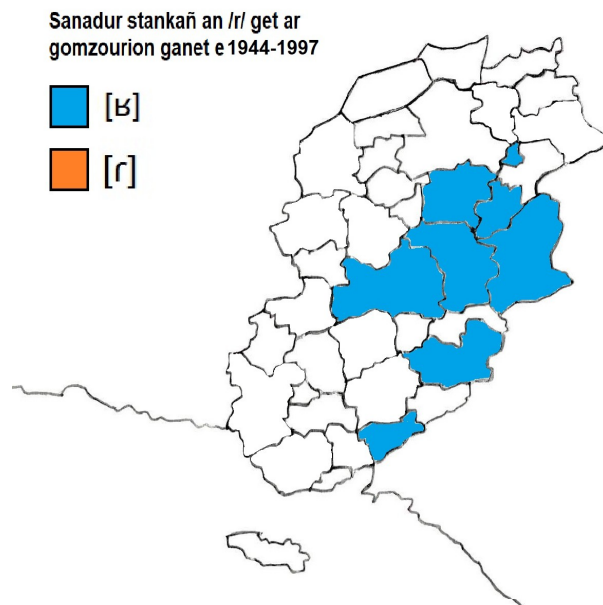 Sanadur stankañ an /r/ get ar
gomzourion ganet e 1944-1997
[ʁ]
[ɾ]